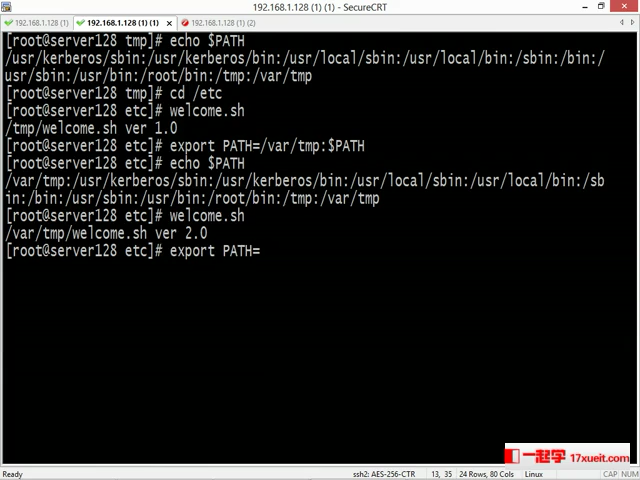 192.168.1.128 (1) (1) - SecureCRT
192.168.1.128 (1)
192.168.1.128 (1) (1)
192.168.1.128 (1) (2)
[root@server128 tmp]# echo $PATH
/usr/kerberos/sbin:/usr/kerberos/bin:/usr/local/sbin:/usr/local/bin:/sbin:/bin:/
usr/sbin:/usr/bin:/root/bin:/tmp:/var/tmp
[root@server128 tmp]# cd /etc
[root@server128 etc]# welcome.sh
/tmp/welcome.sh ver 1.0
[root@server128 etc]# export PATH=/var/tmp:$PATH
[root@server128 etc]# echo $PATH
/var/tmp:/usr/kerberos/sbin:/usr/kerberos/bin:/usr/local/sbin:/usr/local/bin:/sb
in:/bin:/usr/sbin:/usr/bin:/root/bin:/tmp:/var/tmp
[root@server128 etc]# welcome.sh
/var/tmp/welcome.sh ver 2.0
[root@server128 etc]# export PATH=
一起学 17xueit.com
Ready
ssh2: AES-256-CTR
13, 35
24 Rows, 80 Cols
Linux
CAP NUM